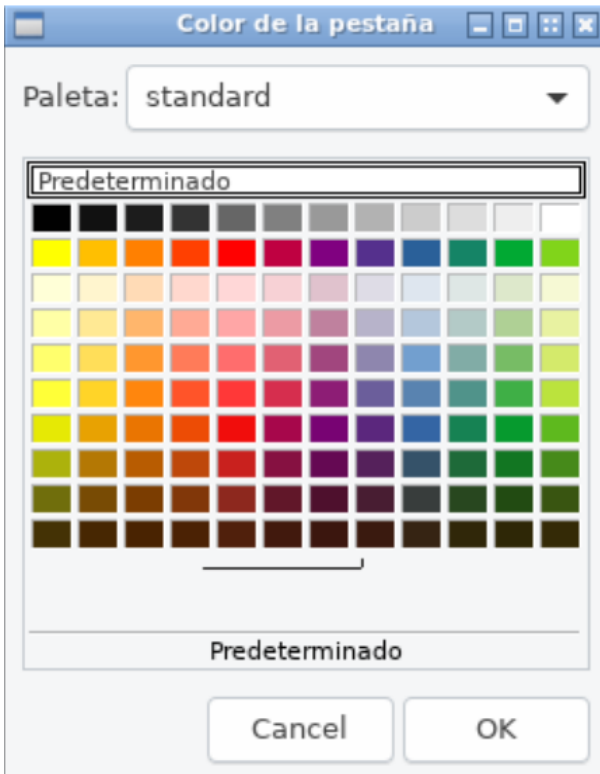 Color de la pestaña
Paleta: standard
Predeterminado
Predeterminado
Cancel OK